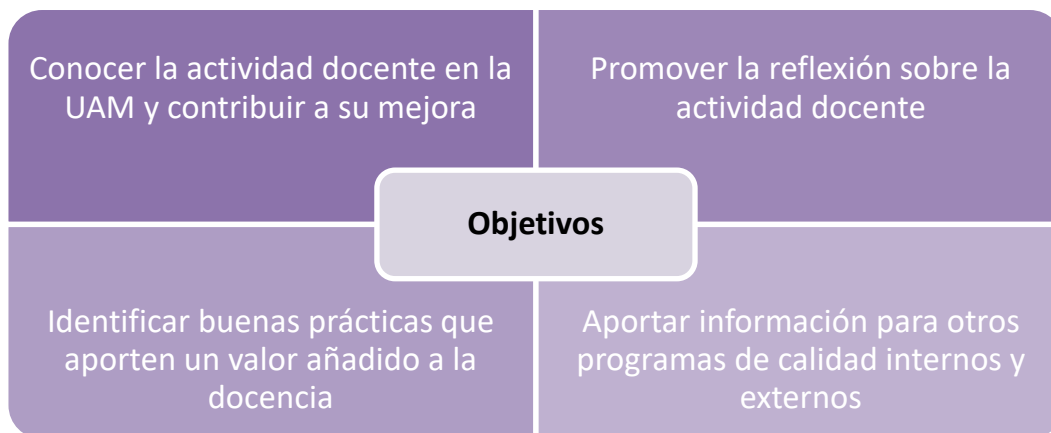 Conocer la actividad docente en la
UAM y contribuir a su mejora
Promover la reflexión sobre la
actividad docente
Objetivos
Identificar buenas prácticas que
aporten un valor añadido a la
docencia
Aportar información para otros
programas de calidad internos y
externos